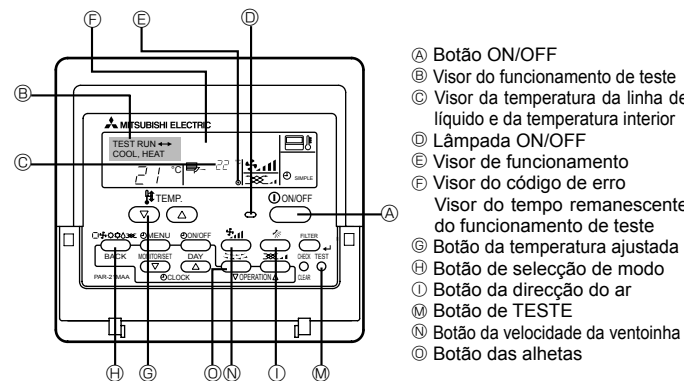 Ⓓ
Ⓔ
Ⓕ
Ⓑ
Ⓒ
MITSUBISHI ELECTRIC
TEST RUN
COOL, HEAT
21 °C
22 °C
SIMPLE
TEMP.
ON/OFF
Ⓐ
MENU
ON/OFF
FILTER
BACK
MONITOR/SET
DAY
CHECK
TEST
PAR-21MAA
CLOCK
OPERATION
CLEAR
Ⓗ
Ⓖ
Ⓞ
Ⓝ
Ⓘ
Ⓜ
Ⓐ Botão ON/OFF
Ⓑ Visor do funcionamento de teste
Ⓒ Visor da temperatura da linha de
líquido e da temperatura interior
Ⓓ Lâmpada ON/OFF
Ⓔ Visor de funcionamento
Ⓕ Visor do código de erro
Visor do tempo remanescente
do funcionamento de teste
Ⓖ Botão da temperatura ajustada
Ⓗ Botão de selecção de modo
Ⓘ Botão da direcção do ar
Ⓜ Botão de TESTE
Ⓝ Botão da velocidade da ventoinha
Ⓞ Botão das alhetas